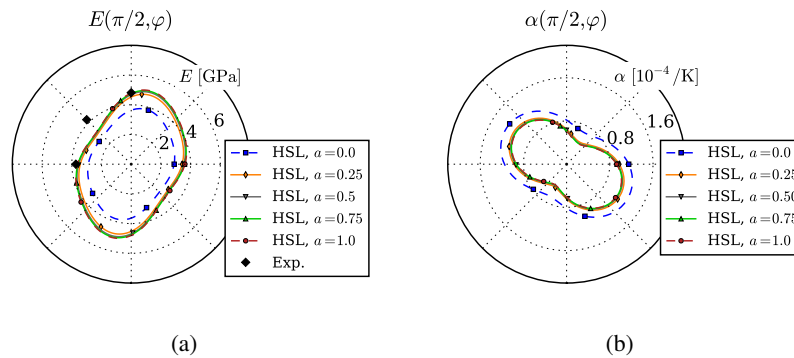 E(π/2,φ)
E [GPa]
6
4
2
HSL, a=0.0
HSL, a=0.25
HSL, a=0.5
HSL, a=0.75
HSL, a=1.0
Exp.
(a)
α(π/2,φ)
α [10⁻⁴/K]
1.6
0.8
HSL, a=0.0
HSL, a=0.25
HSL, a=0.50
HSL, a=0.75
HSL, a=1.0
(b)